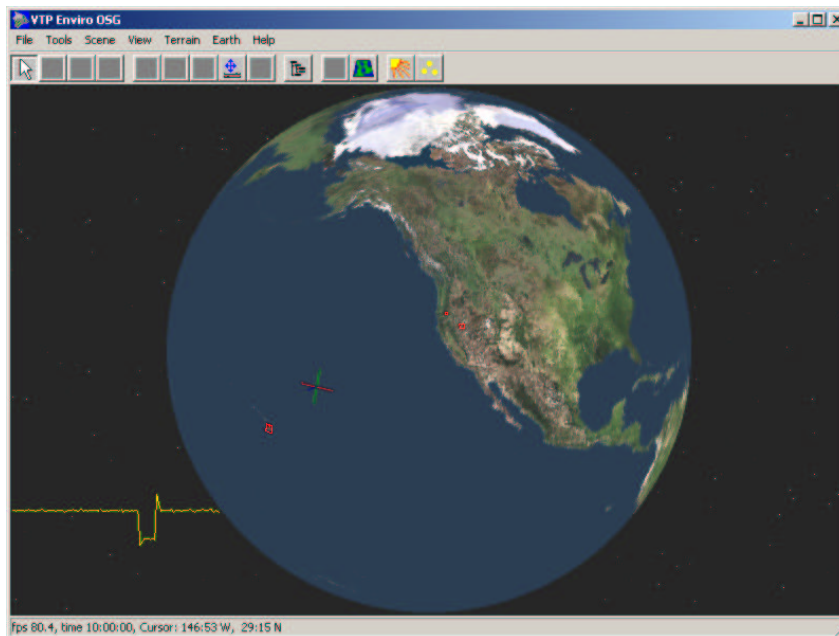 VTP Enviro OSG
File Tools Scene View Terrain Earth Help
fps 80.4, time 10:00:00, Cursor: 146:53 W, 29:15 N